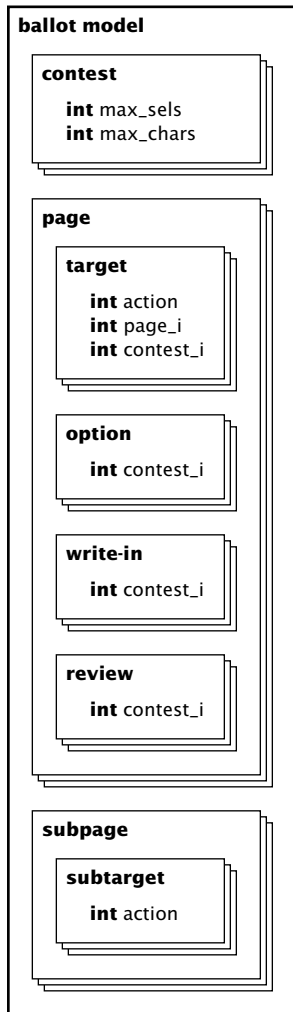 ballot model
contest
int max_sels
int max_chars
page
target
int action
int page_i
int contest_i
option
int contest_i
write-in
int contest_i
review
int contest_i
subpage
subtarget
int action